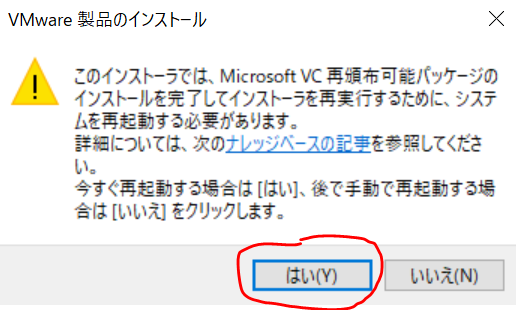 VMware 製品のインストール
このインストーラでは、Microsoft VC 再頒布可能パッケージの
インストールを完了してインストーラを再実行するために、システ
ムを再起動する必要があります。
詳細については、次のナレッジベースの記事を参照してくださ
い。
今すぐ再起動する場合は [はい]、後で手動で再起動する場
合は [いいえ] をクリックします。
はい(Y) いいえ(N)